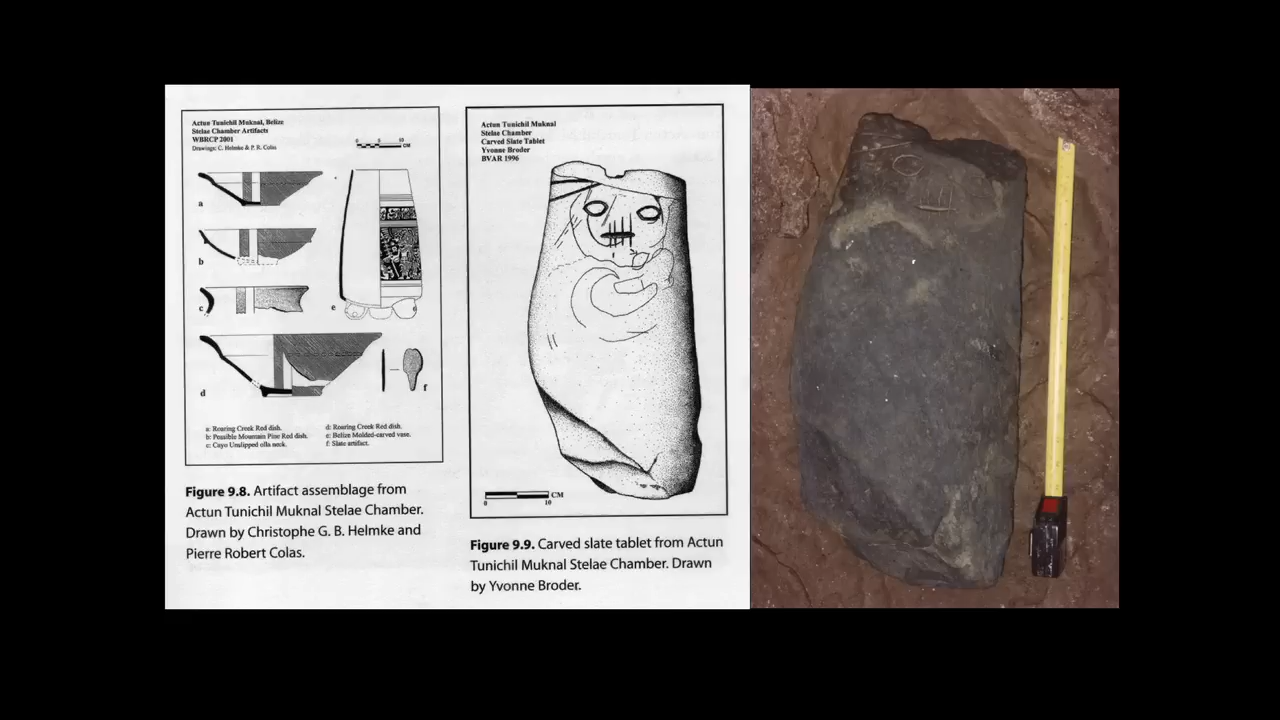 Actun Tunichil Muknal, Belize
Stelae Chamber Artifacts
WBRCP 2001
Drawings: C. Helmke & P. R. Colas
0
10
CM
a
b
c
d
e
f
a: Roaring Creek Red dish.
b: Possible Mountain Pine Red dish.
c: Cayo Unslipped olla neck.
d: Roaring Creek Red dish.
e: Belize Molded-carved vase.
f: Slate artifact.
Figure 9.8. Artifact assemblage from
Actun Tunichil Muknal Stelae Chamber.
Drawn by Christophe G. B. Helmke and
Pierre Robert Colas.
Actun Tunichil Muknal
Stelae Chamber
Carved Slate Tablet
Yvonne Broder
BVAR 1996
CM
0
10
Figure 9.9. Carved slate tablet from Actun
Tunichil Muknal Stelae Chamber. Drawn
by Yvonne Broder.